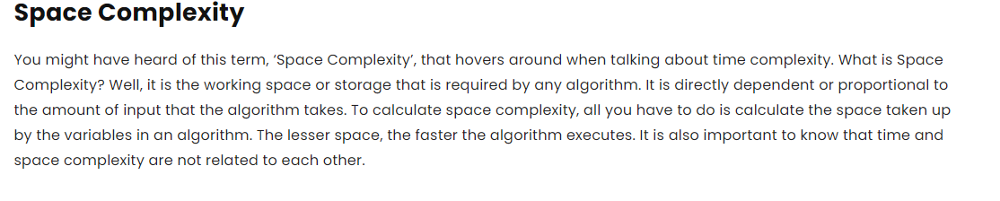 Space Complexity
You might have heard of this term, ‘Space Complexity’, that hovers around when talking about time complexity. What is Space
Complexity? Well, it is the working space or storage that is required by any algorithm. It is directly dependent or proportional to
the amount of input that the algorithm takes. To calculate space complexity, all you have to do is calculate the space taken up
by the variables in an algorithm. The lesser space, the faster the algorithm executes. It is also important to know that time and
space complexity are not related to each other.